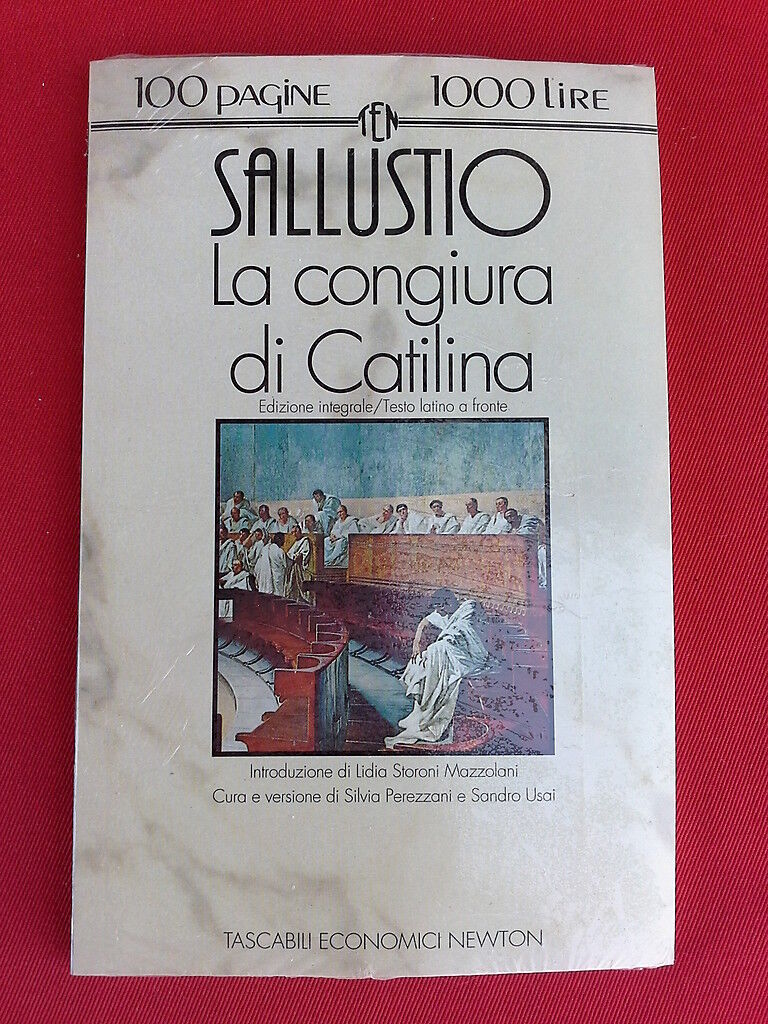 100 pagine 1000 lire
TEN
SALLUSTIO
La congiura
di Catilina
Edizione integrale/Testo latino a fronte
Introduzione di Lidia Storoni Mazzolani
Cura e versione di Silvia Perezzani e Sandro Usai
TASCABILI ECONOMICI NEWTON